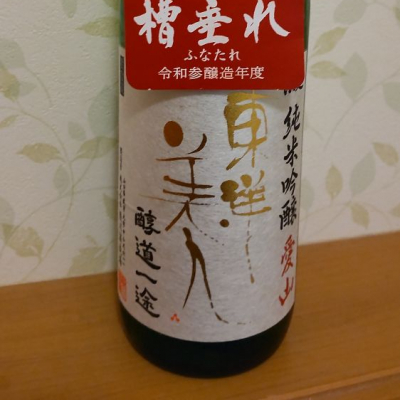 槽垂れ
ふなたれ
令和参醸造年度
純米吟醸 愛山
東洋美人
醇道一途